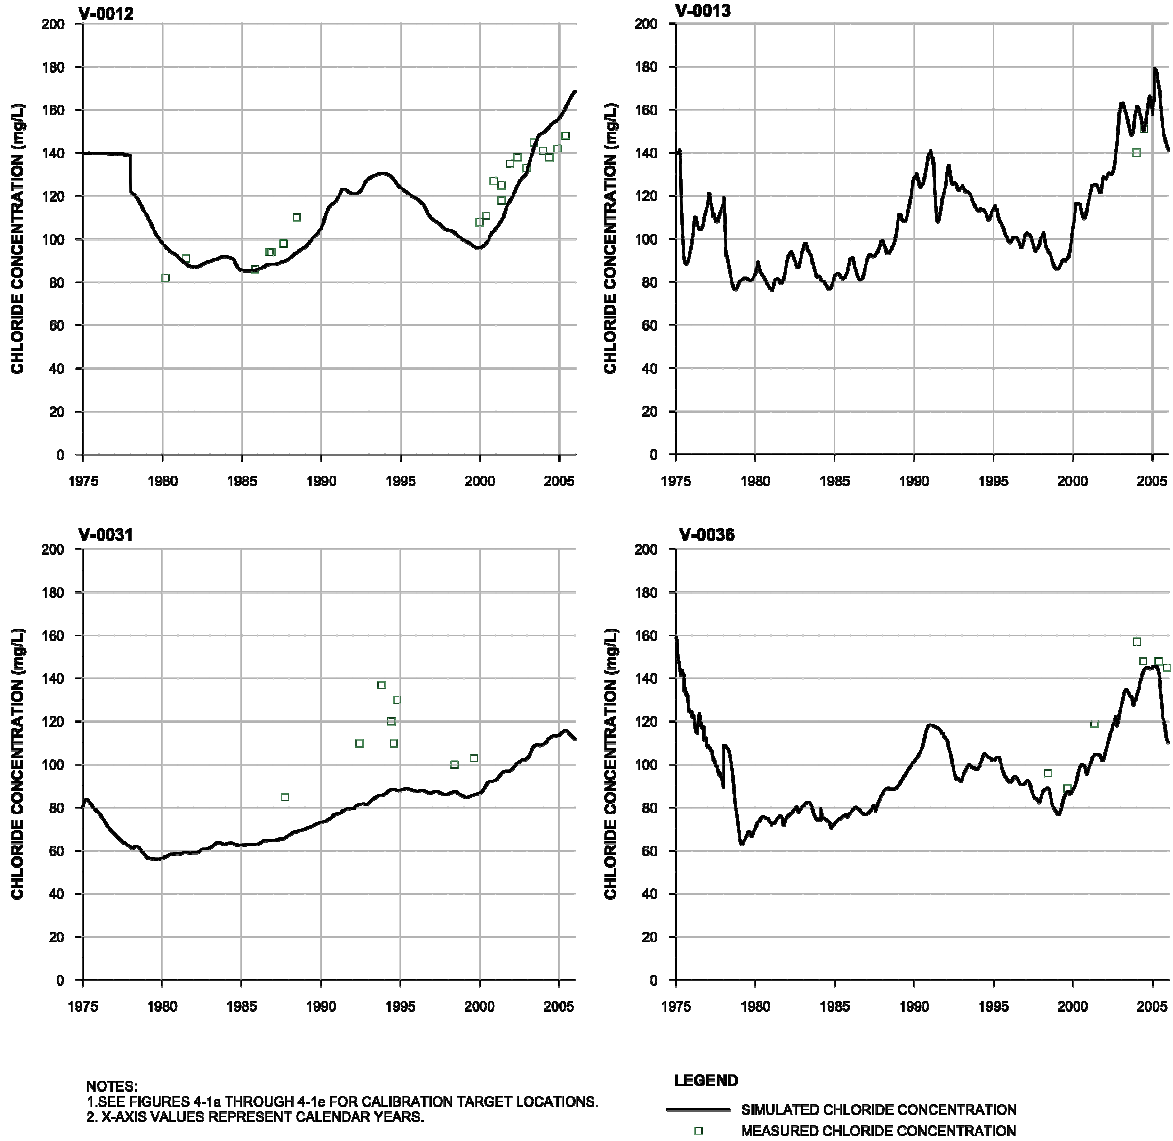 V-0012
CHLORIDE CONCENTRATION (mg/L)
200
180
160
140
120
100
80
60
40
20
0
1975 1980 1985 1990 1995 2000 2005
V-0013
CHLORIDE CONCENTRATION (mg/L)
200
180
160
140
120
100
80
60
40
20
0
1975 1980 1985 1990 1995 2000 2005
V-0031
CHLORIDE CONCENTRATION (mg/L)
200
180
160
140
120
100
80
60
40
20
0
1975 1980 1985 1990 1995 2000 2005
V-0036
CHLORIDE CONCENTRATION (mg/L)
200
180
160
140
120
100
80
60
40
20
0
1975 1980 1985 1990 1995 2000 2005
NOTES:
1.SEE FIGURES 4-1a THROUGH 4-1e FOR CALIBRATION TARGET LOCATIONS.
2. X-AXIS VALUES REPRESENT CALENDAR YEARS.
LEGEND
SIMULATED CHLORIDE CONCENTRATION
MEASURED CHLORIDE CONCENTRATION